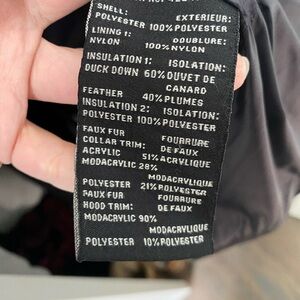 SHELL: EXTERIEUR:
POLYESTER 100% POLYESTER
LINING 1: DOUBLURE:
NYLON 100% NYLON
INSULATION 1: ISOLATION:
DUCK DOWN 60% DUVET DE
CANARD
FEATHER 40% PLUMES
INSULATION 2: ISOLATION:
POLYESTER 100% POLYESTER
FAUX FUR FOURRURE
COLLAR TRIM: DE FAUX
ACRYLIC 51% ACRYLIQUE
MODACRYLIC 28%
MODACRYLIQUE
POLYESTER 21% POLYESTER
FAUX FUR FOURRURE
HOOD TRIM: DE FAUX
MODACRYLIC 90%
MODACRYLIQUE
POLYESTER 10% POLYESTER